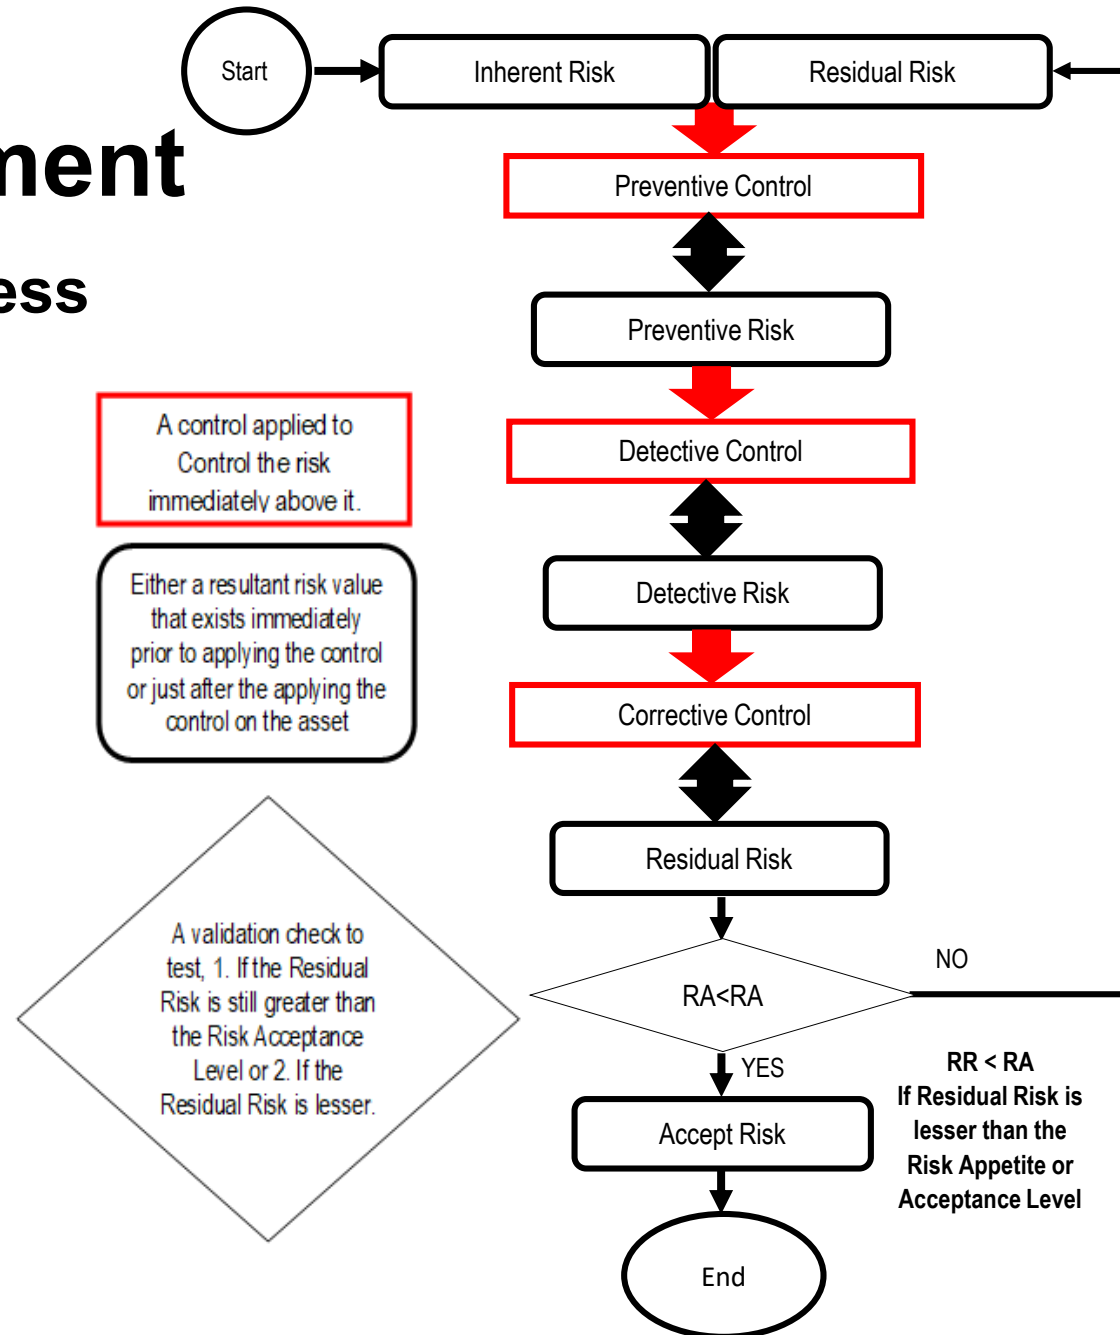 Start
Inherent Risk
Residual Risk
ment
ess
Preventive Control
Preventive Risk
Detective Control
Detective Risk
Corrective Control
Residual Risk
RA<RA
NO
YES
Accept Risk
End
RR < RA
If Residual Risk is
lesser than the
Risk Appetite or
Acceptance Level
A control applied to
Control the risk
immediately above it.
Either a resultant risk value
that exists immediately
prior to applying the control
or just after the applying the
control on the asset
A validation check to
test, 1. If the Residual
Risk is still greater than
the Risk Acceptance
Level or 2. If the
Residual Risk is lesser.